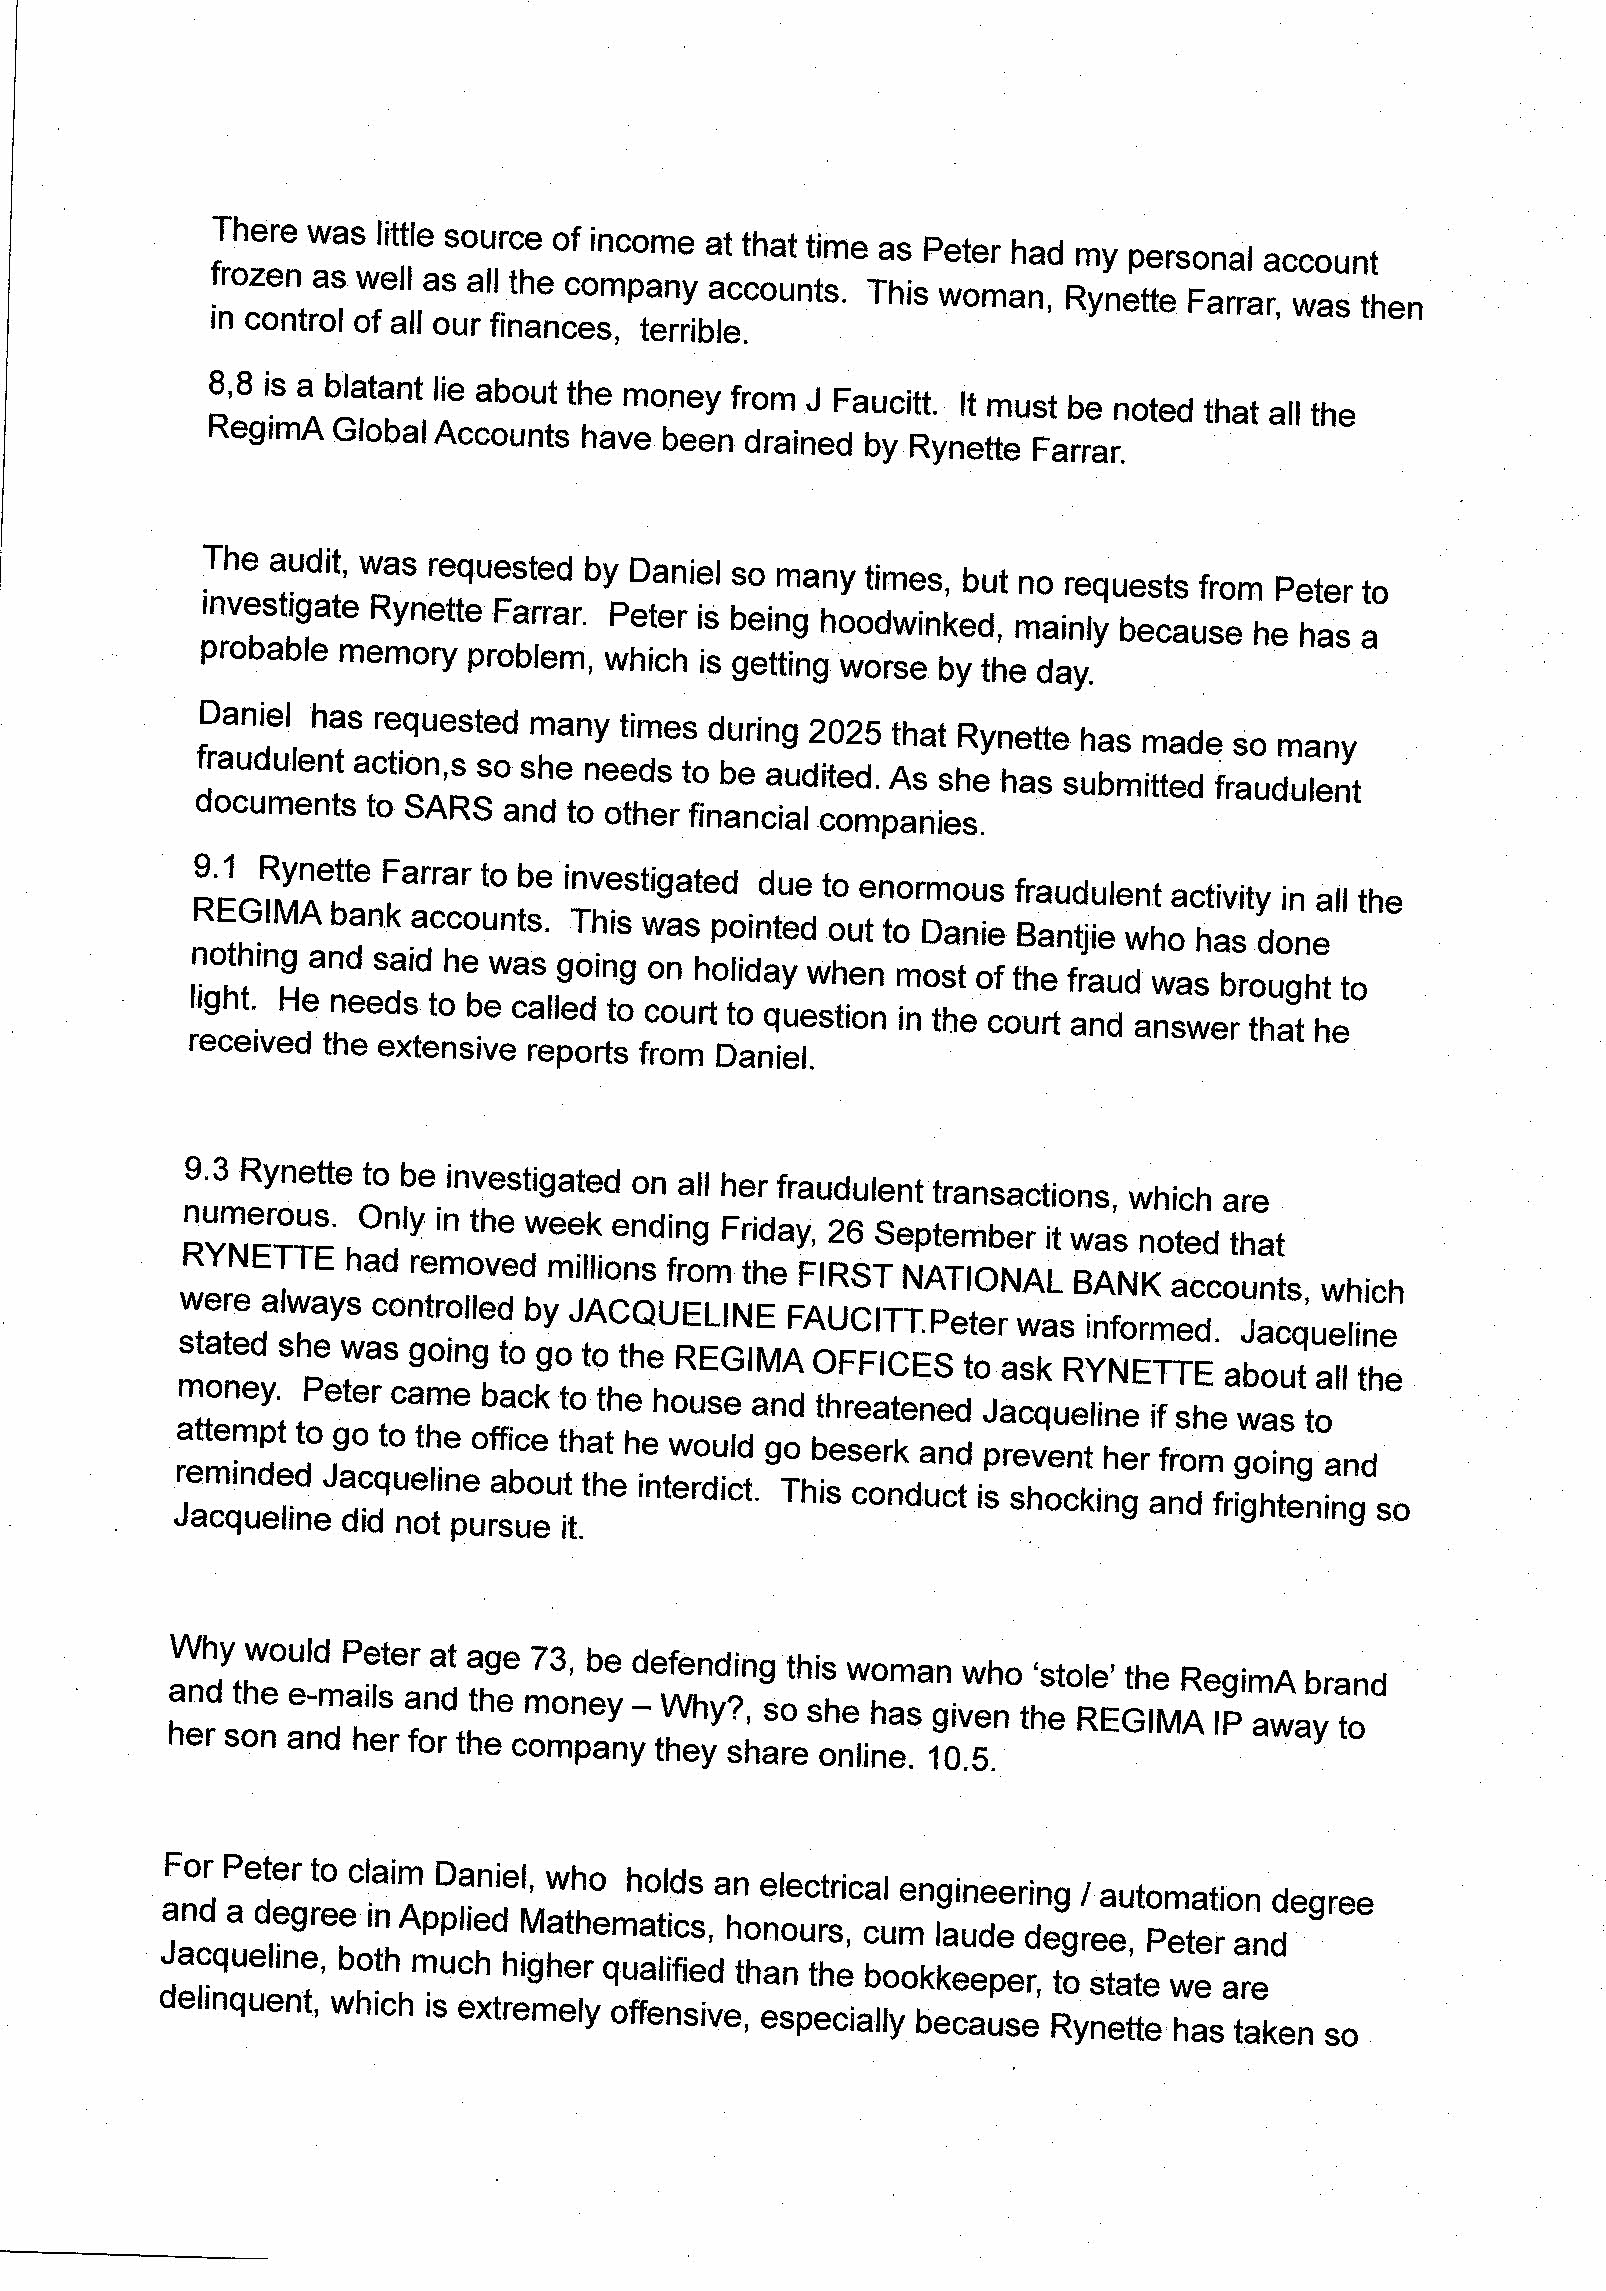 There was little source of income at that time as Peter had my personal account
frozen as well as all the company accounts. This woman, Rynette Farrar, was then
in control of all our finances, terrible.
8,8 is a blatant lie about the money from J Faucitt. It must be noted that all the
RegimA Global Accounts have been drained by Rynette Farrar.
The audit, was requested by Daniel so many times, but no requests from Peter to
investigate Rynette Farrar. Peter is being hoodwinked, mainly because he has a
probable memory problem, which is getting worse by the day.
Daniel has requested many times during 2025 that Rynette has made so many
fraudulent action,s so she needs to be audited. As she has submitted fraudulent
documents to SARS and to other financial companies.
9.1 Rynette Farrar to be investigated due to enormous fraudulent activity in all the
REGIMA bank accounts. This was pointed out to Danie Bantjie who has done
nothing and said he was going on holiday when most of the fraud was brought to
light. He needs to be called to court to question in the court and answer that he
received the extensive reports from Daniel.
9.3 Rynette to be investigated on all her fraudulent transactions, which are
numerous. Only in the week ending Friday, 26 September it was noted that
RYNETTE had removed millions from the FIRST NATIONAL BANK accounts, which
were always controlled by JACQUELINE FAUCITT.Peter was informed. Jacqueline
stated she was going to go to the REGIMA OFFICES to ask RYNETTE about all the
money. Peter came back to the house and threatened Jacqueline if she was to
attempt to go to the office that he would go beserk and prevent her from going and
reminded Jacqueline about the interdict. This conduct is shocking and frightening so
Jacqueline did not pursue it.
Why would Peter at age 73, be defending this woman who ‘stole’ the RegimA brand
and the e-mails and the money – Why?, so she has given the REGIMA IP away to
her son and her for the company they share online. 10.5.
For Peter to claim Daniel, who holds an electrical engineering / automation degree
and a degree in Applied Mathematics, honours, cum laude degree, Peter and
Jacqueline, both much higher qualified than the bookkeeper, to state we are
delinquent, which is extremely offensive, especially because Rynette has taken so